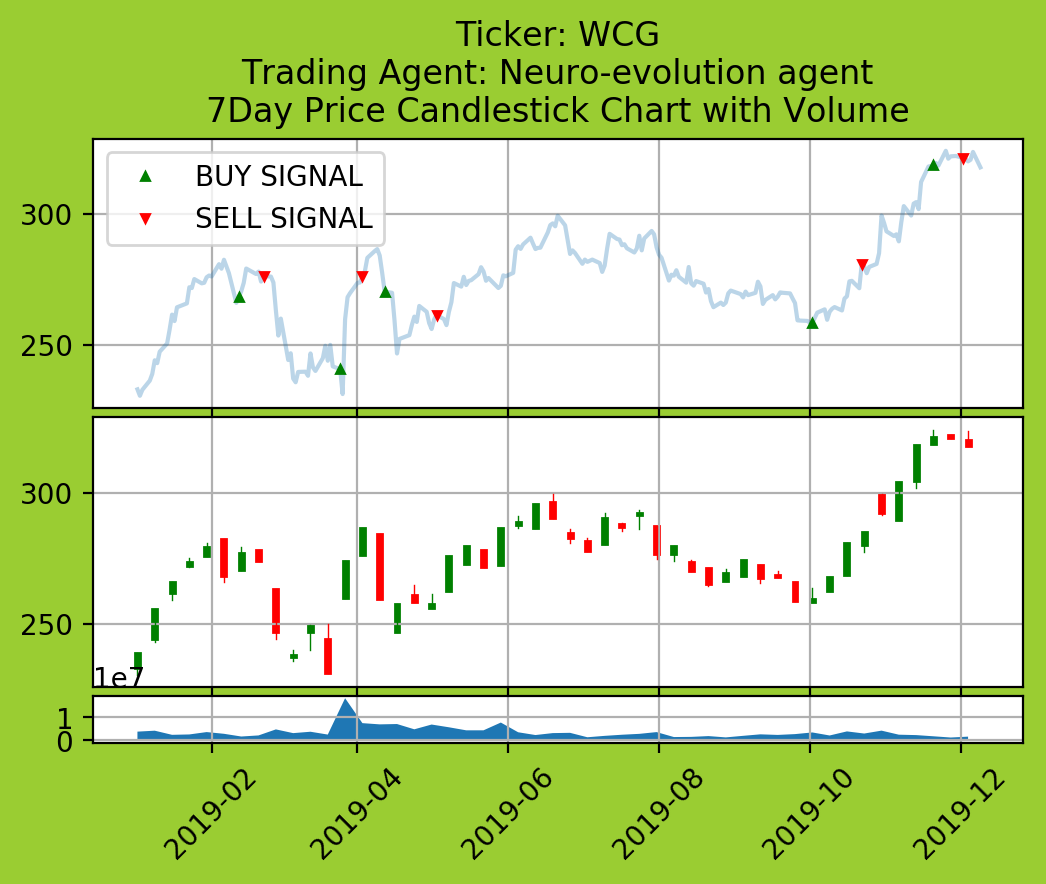 Ticker: WCG
Trading Agent: Neuro-evolution agent
7Day Price Candlestick Chart with Volume
BUY SIGNAL
SELL SIGNAL
300
250
300
250
1e7
1
0
2019-02
2019-04
2019-06
2019-08
2019-10
2019-12